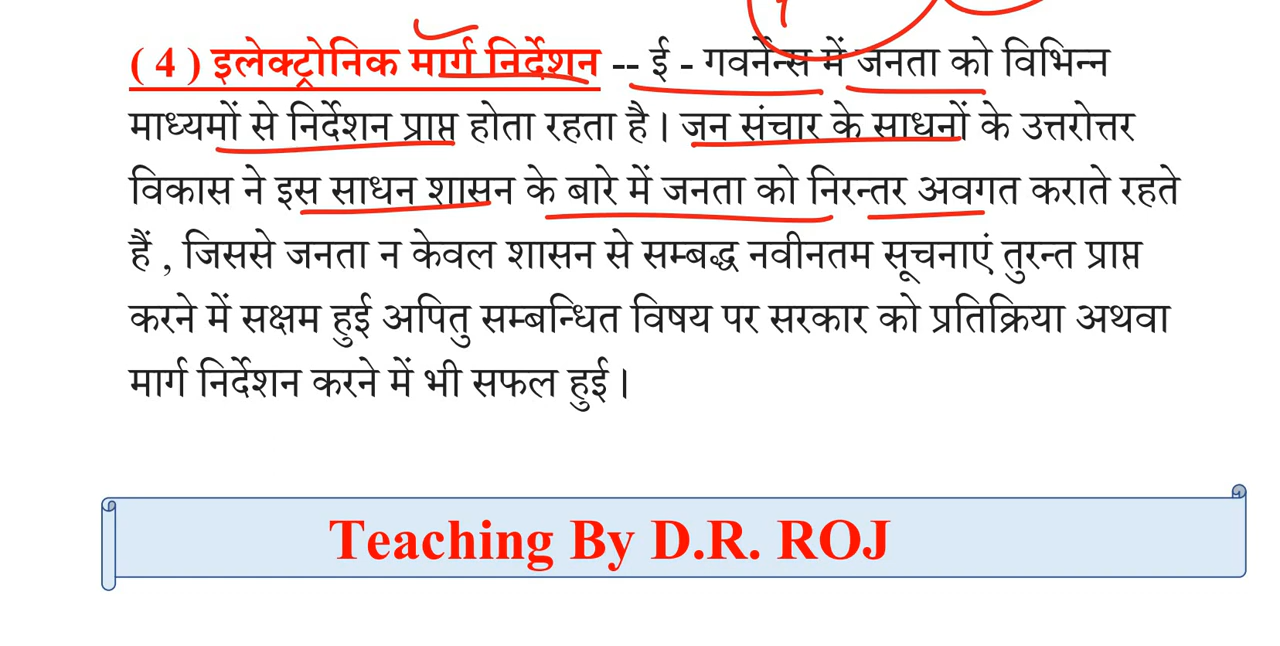 ( 4 ) इलेक्ट्रोनिक मार्ग निर्देशन -- ई - गवर्नेन्स में जनता को विभिन्न
माध्यमों से निर्देशन प्राप्त होता रहता है । जन संचार के साधनों के उत्तरोत्तर
विकास ने इस साधन शासन के बारे में जनता को निरन्तर अवगत कराते रहते
हैं , जिससे जनता न केवल शासन से सम्बद्ध नवीनतम सूचनाएं तुरन्त प्राप्त
करने में सक्षम हुई अपितु सम्बन्धित विषय पर सरकार को प्रतिक्रिया अथवा
मार्ग निर्देशन करने में भी सफल हुई ।
Teaching By D.R. ROJ